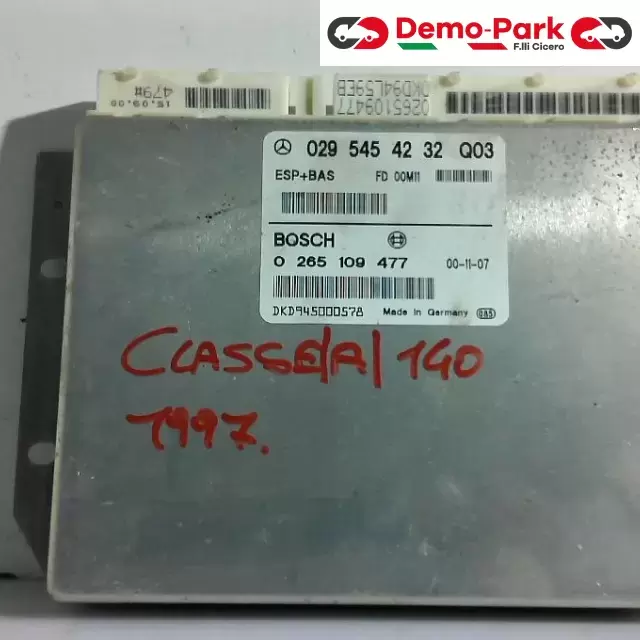 Demo-Park
F.lli Cicero
479#
15.09.00
0265109477
DKD94L59EB
029 545 42 32 Q03
ESP+BAS FD 00M11
BOSCH
0 265 109 477 00-11-07
DKD945000578 Made in Germany
CLASSE/A/140
1997.